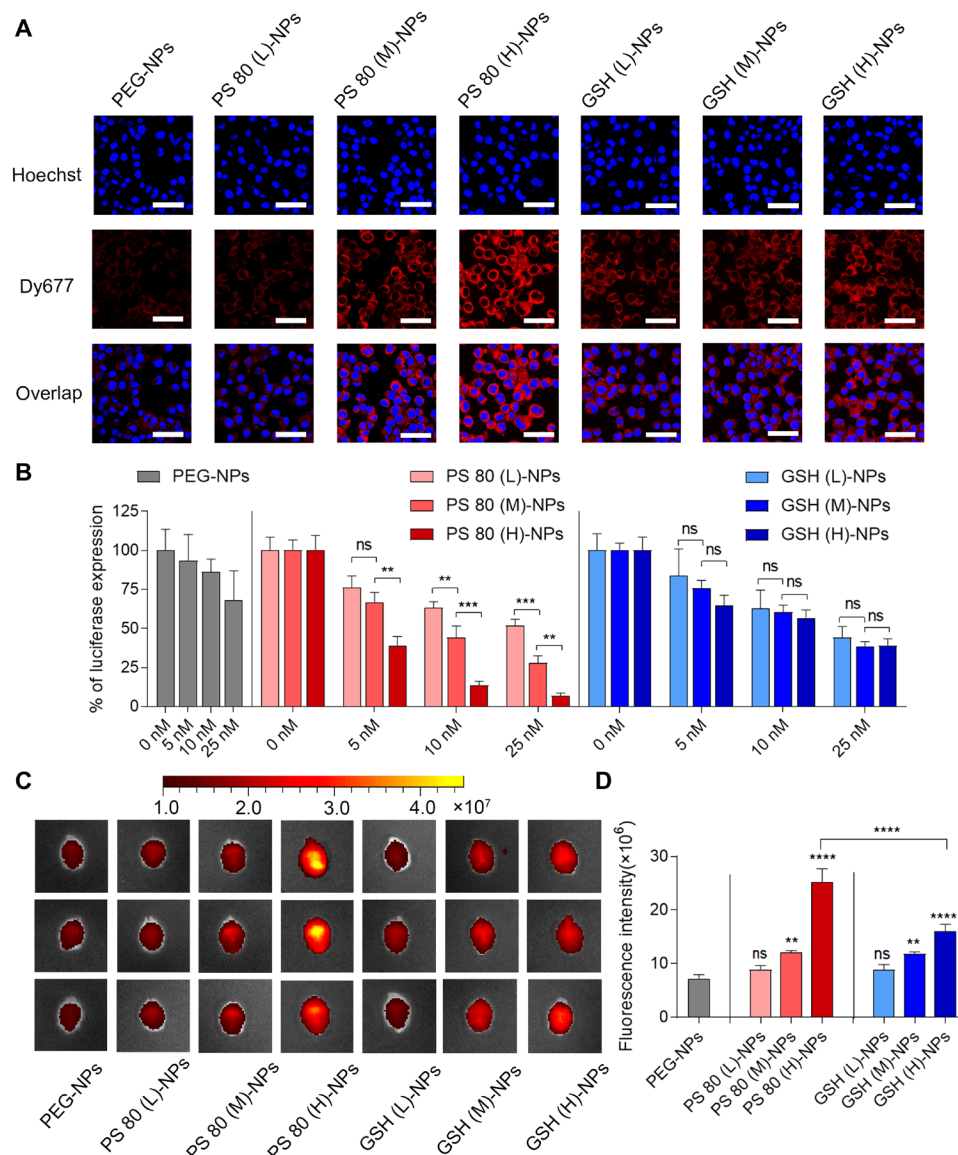 A
PEG-NPs
PS 80 (L)-NPs
PS 80 (M)-NPs
PS 80 (H)-NPs
GSH (L)-NPs
GSH (M)-NPs
GSH (H)-NPs
Hoechst
Dy677
Overlap
B
PEG-NPs
PS 80 (L)-NPs
PS 80 (M)-NPs
PS 80 (H)-NPs
GSH (L)-NPs
GSH (M)-NPs
GSH (H)-NPs
% of luciferase expression
125
100
75
50
25
0
ns
**
**
***
***
**
ns
ns
ns
ns
ns
ns
0 nM
5 nM
10 nM
25 nM
0 nM
5 nM
10 nM
25 nM
0 nM
5 nM
10 nM
25 nM
C
1.0 2.0 3.0 4.0 ×10⁷
PEG-NPs
PS 80 (L)-NPs
PS 80 (M)-NPs
PS 80 (H)-NPs
GSH (L)-NPs
GSH (M)-NPs
GSH (H)-NPs
D
Fluorescence intensity(×10⁶)
30
20
10
0
ns
**
****
ns
**
****
****
PEG-NPs
PS 80 (L)-NPs
PS 80 (M)-NPs
PS 80 (H)-NPs
GSH (L)-NPs
GSH (M)-NPs
GSH (H)-NPs